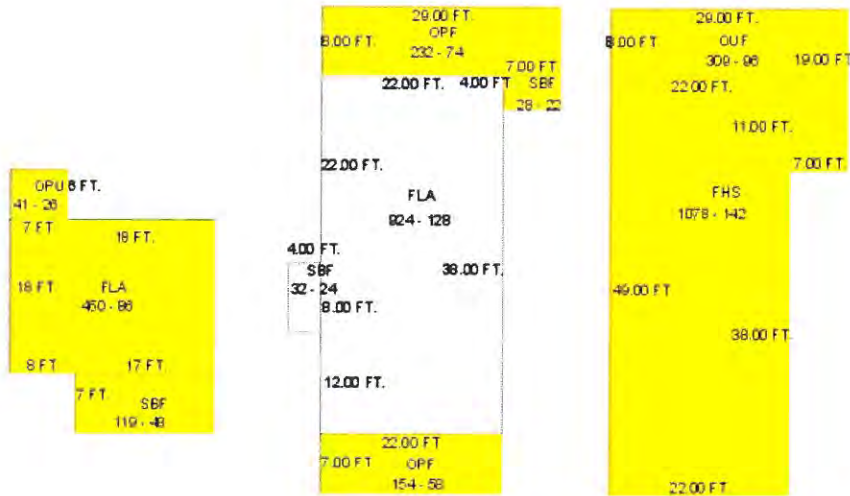 OPU 6 FT.
41 - 26
7 FT
18 FT.
18 FT
FLA
450 - 86
8 FT
17 FT.
7 FT.
SBF
119 - 48
29.00 FT.
OPF
8.00 FT.
232 - 74
7.00 FT
22.00 FT.
4.00 FT
SBF
28 - 22
22.00 FT.
FLA
924 - 128
4.00 FT.
SBF
38.00 FT.
32 - 24
8.00 FT.
12.00 FT.
22.00 FT
7.00 FT
OPF
154 - 58
29.00 FT.
8.00 FT.
OUF
309 - 96
19.00 FT
22.00 FT.
11.00 FT.
7.00 FT.
FHS
1078 - 142
49.00 FT
38.00 FT.
22.00 FT.